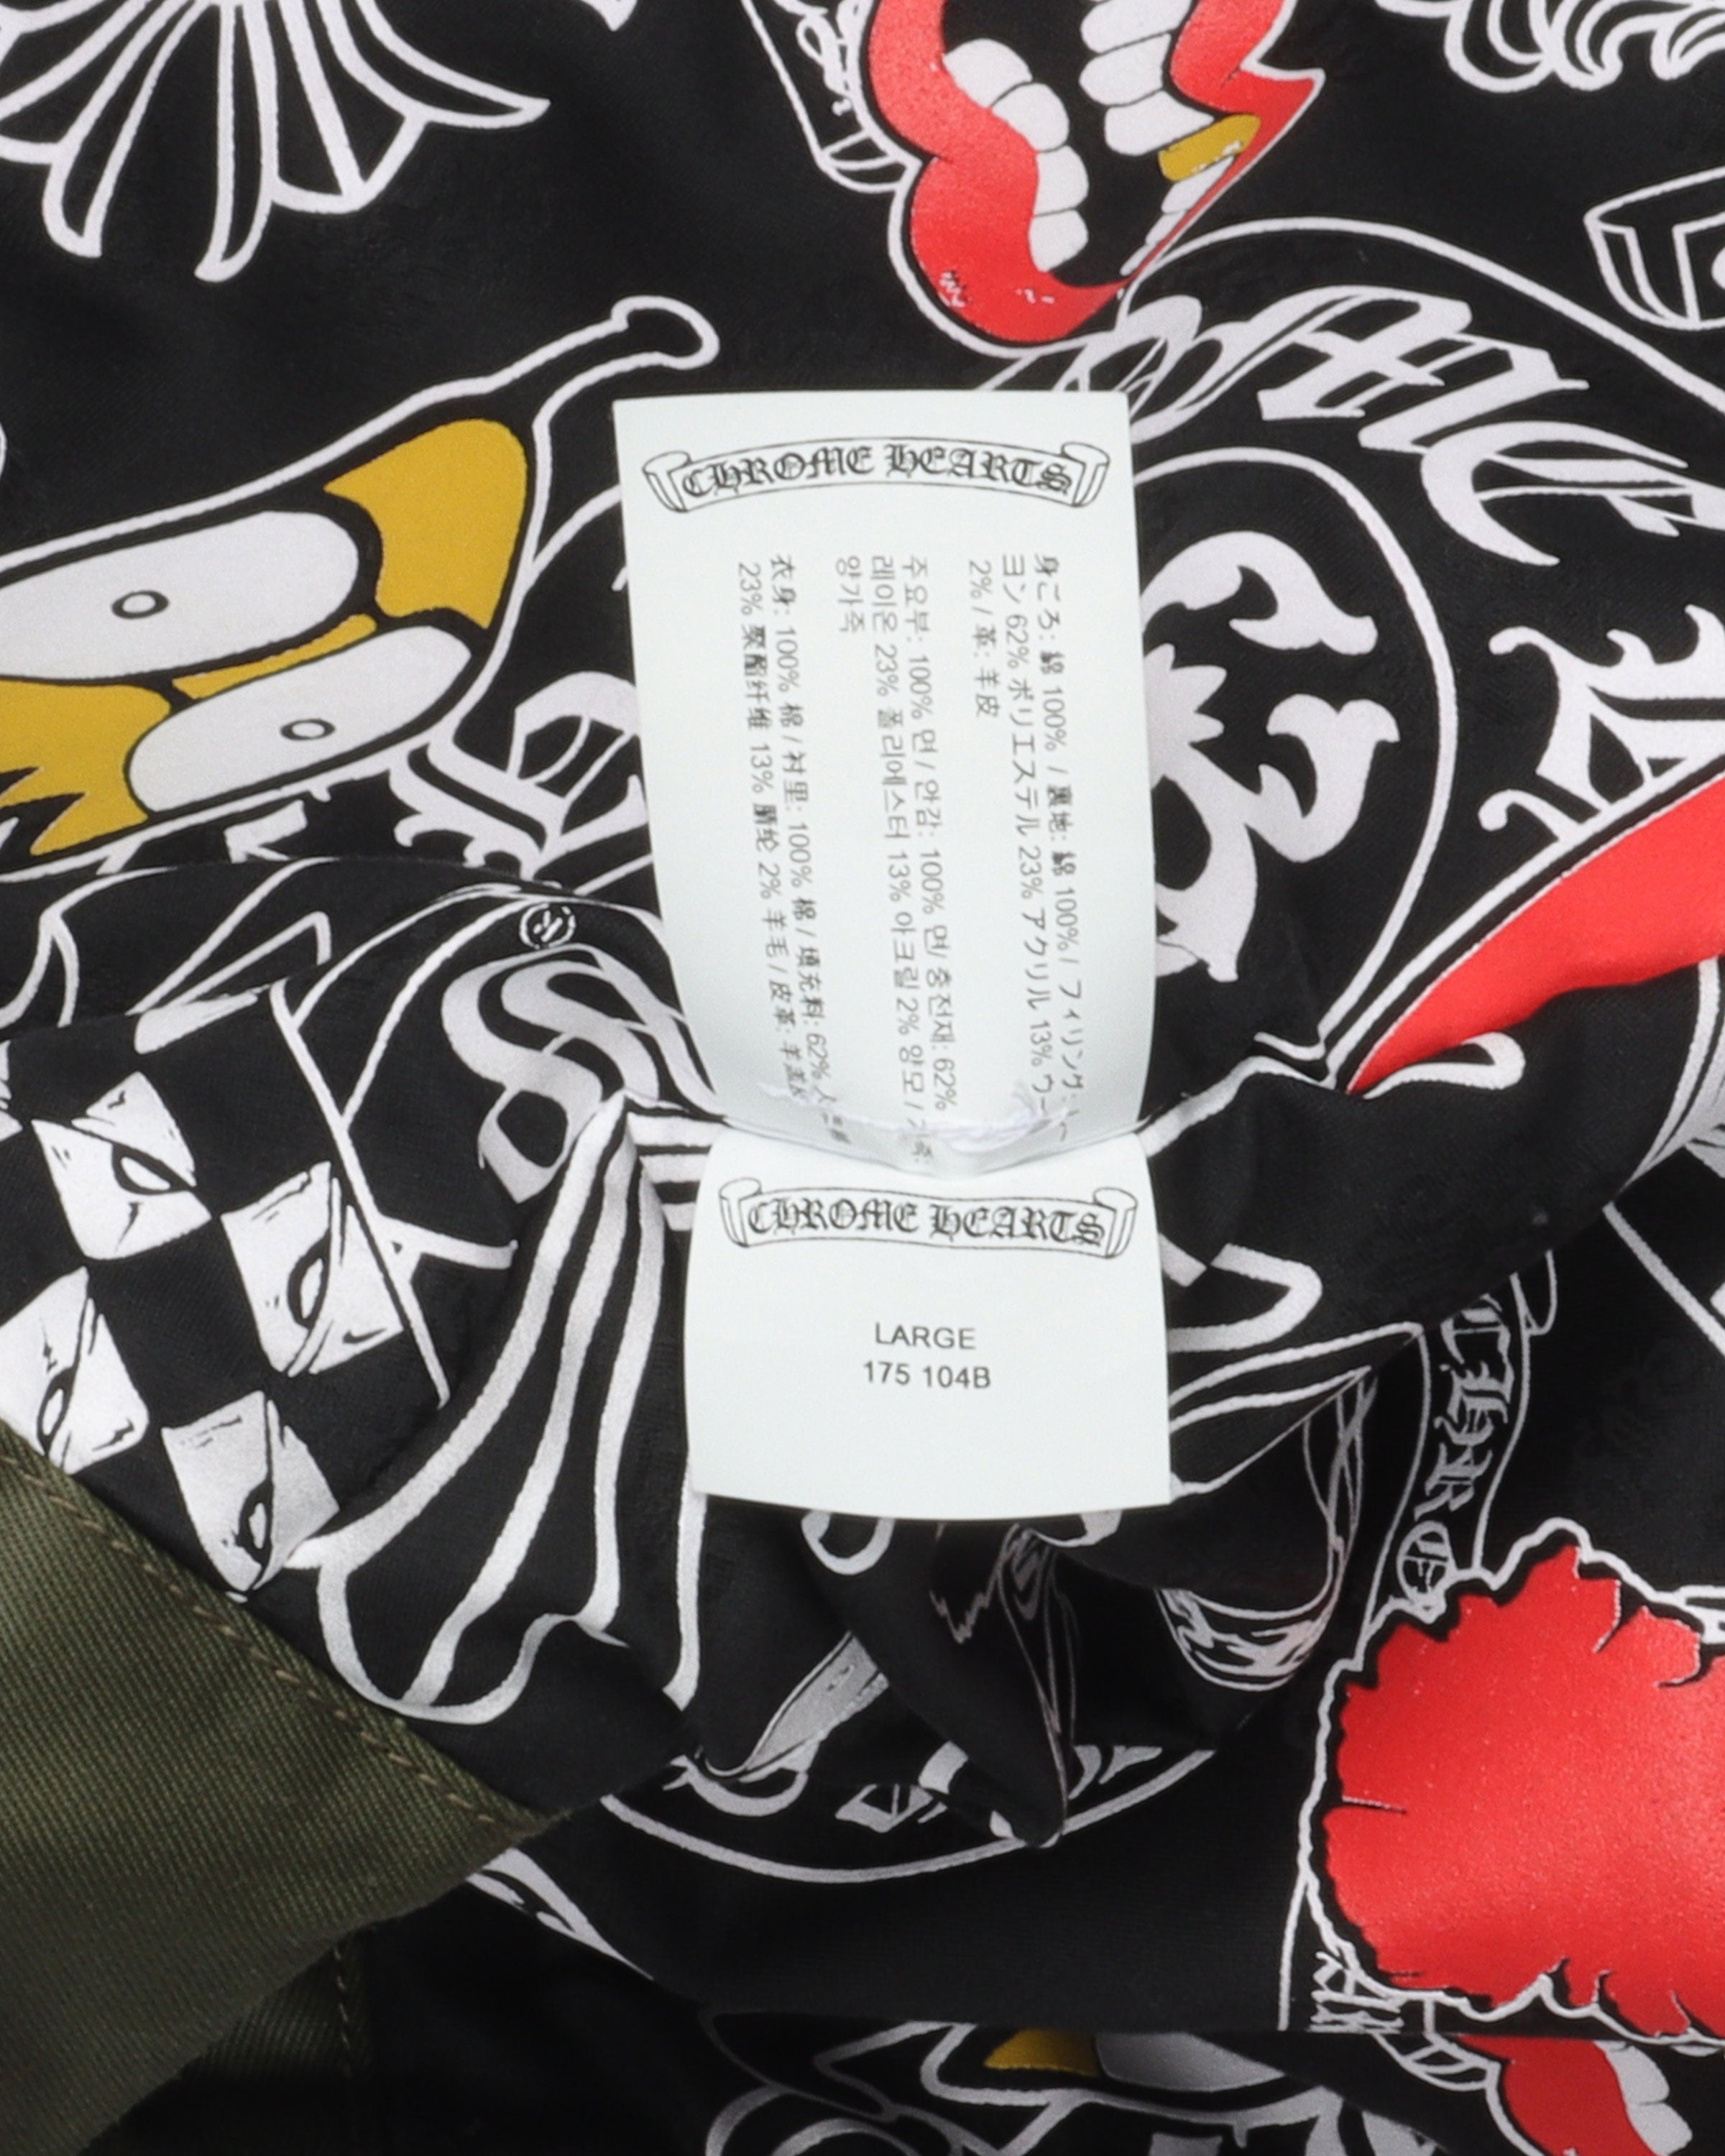 CHROME HEARTS
身ごろ: 綿 100% / 裏地: 綿 100% / フィリング:
ヨン 62% ポリエステル 23% アクリル 13% ウー
2% / 革: 羊皮
주요부: 100% 면 / 안감: 100% 면/ 충전재: 62%
레이온 23% 폴리에스터 13% 아크릴 2% 양모 /
양가죽
衣身: 100% 棉 / 衬里: 100% 棉 / 填充料: 62%
23% 聚酯纤维 13% 腈纶 2% 羊毛 / 皮革:
CHROME HEARTS
LARGE
175 104B